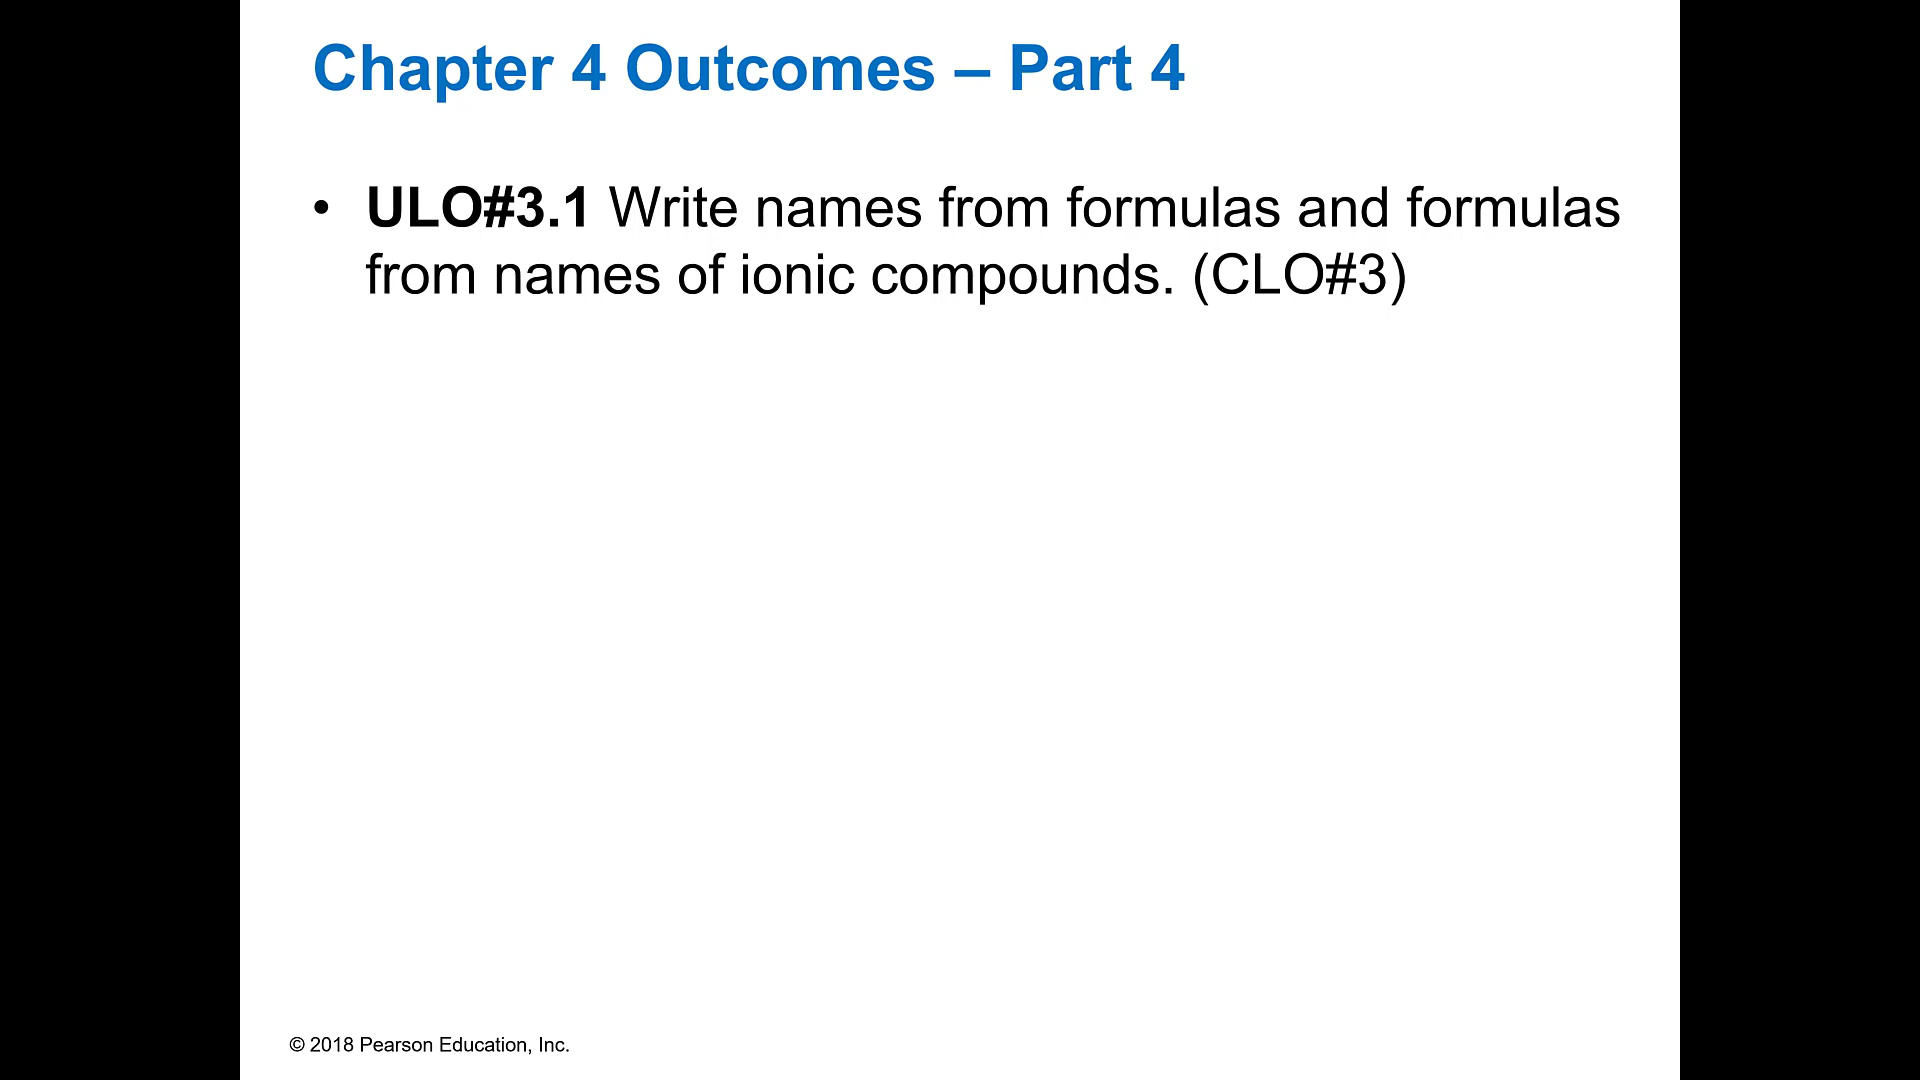 Chapter 4 Outcomes – Part 4
• ULO#3.1 Write names from formulas and formulas
from names of ionic compounds. (CLO#3)
© 2018 Pearson Education, Inc.